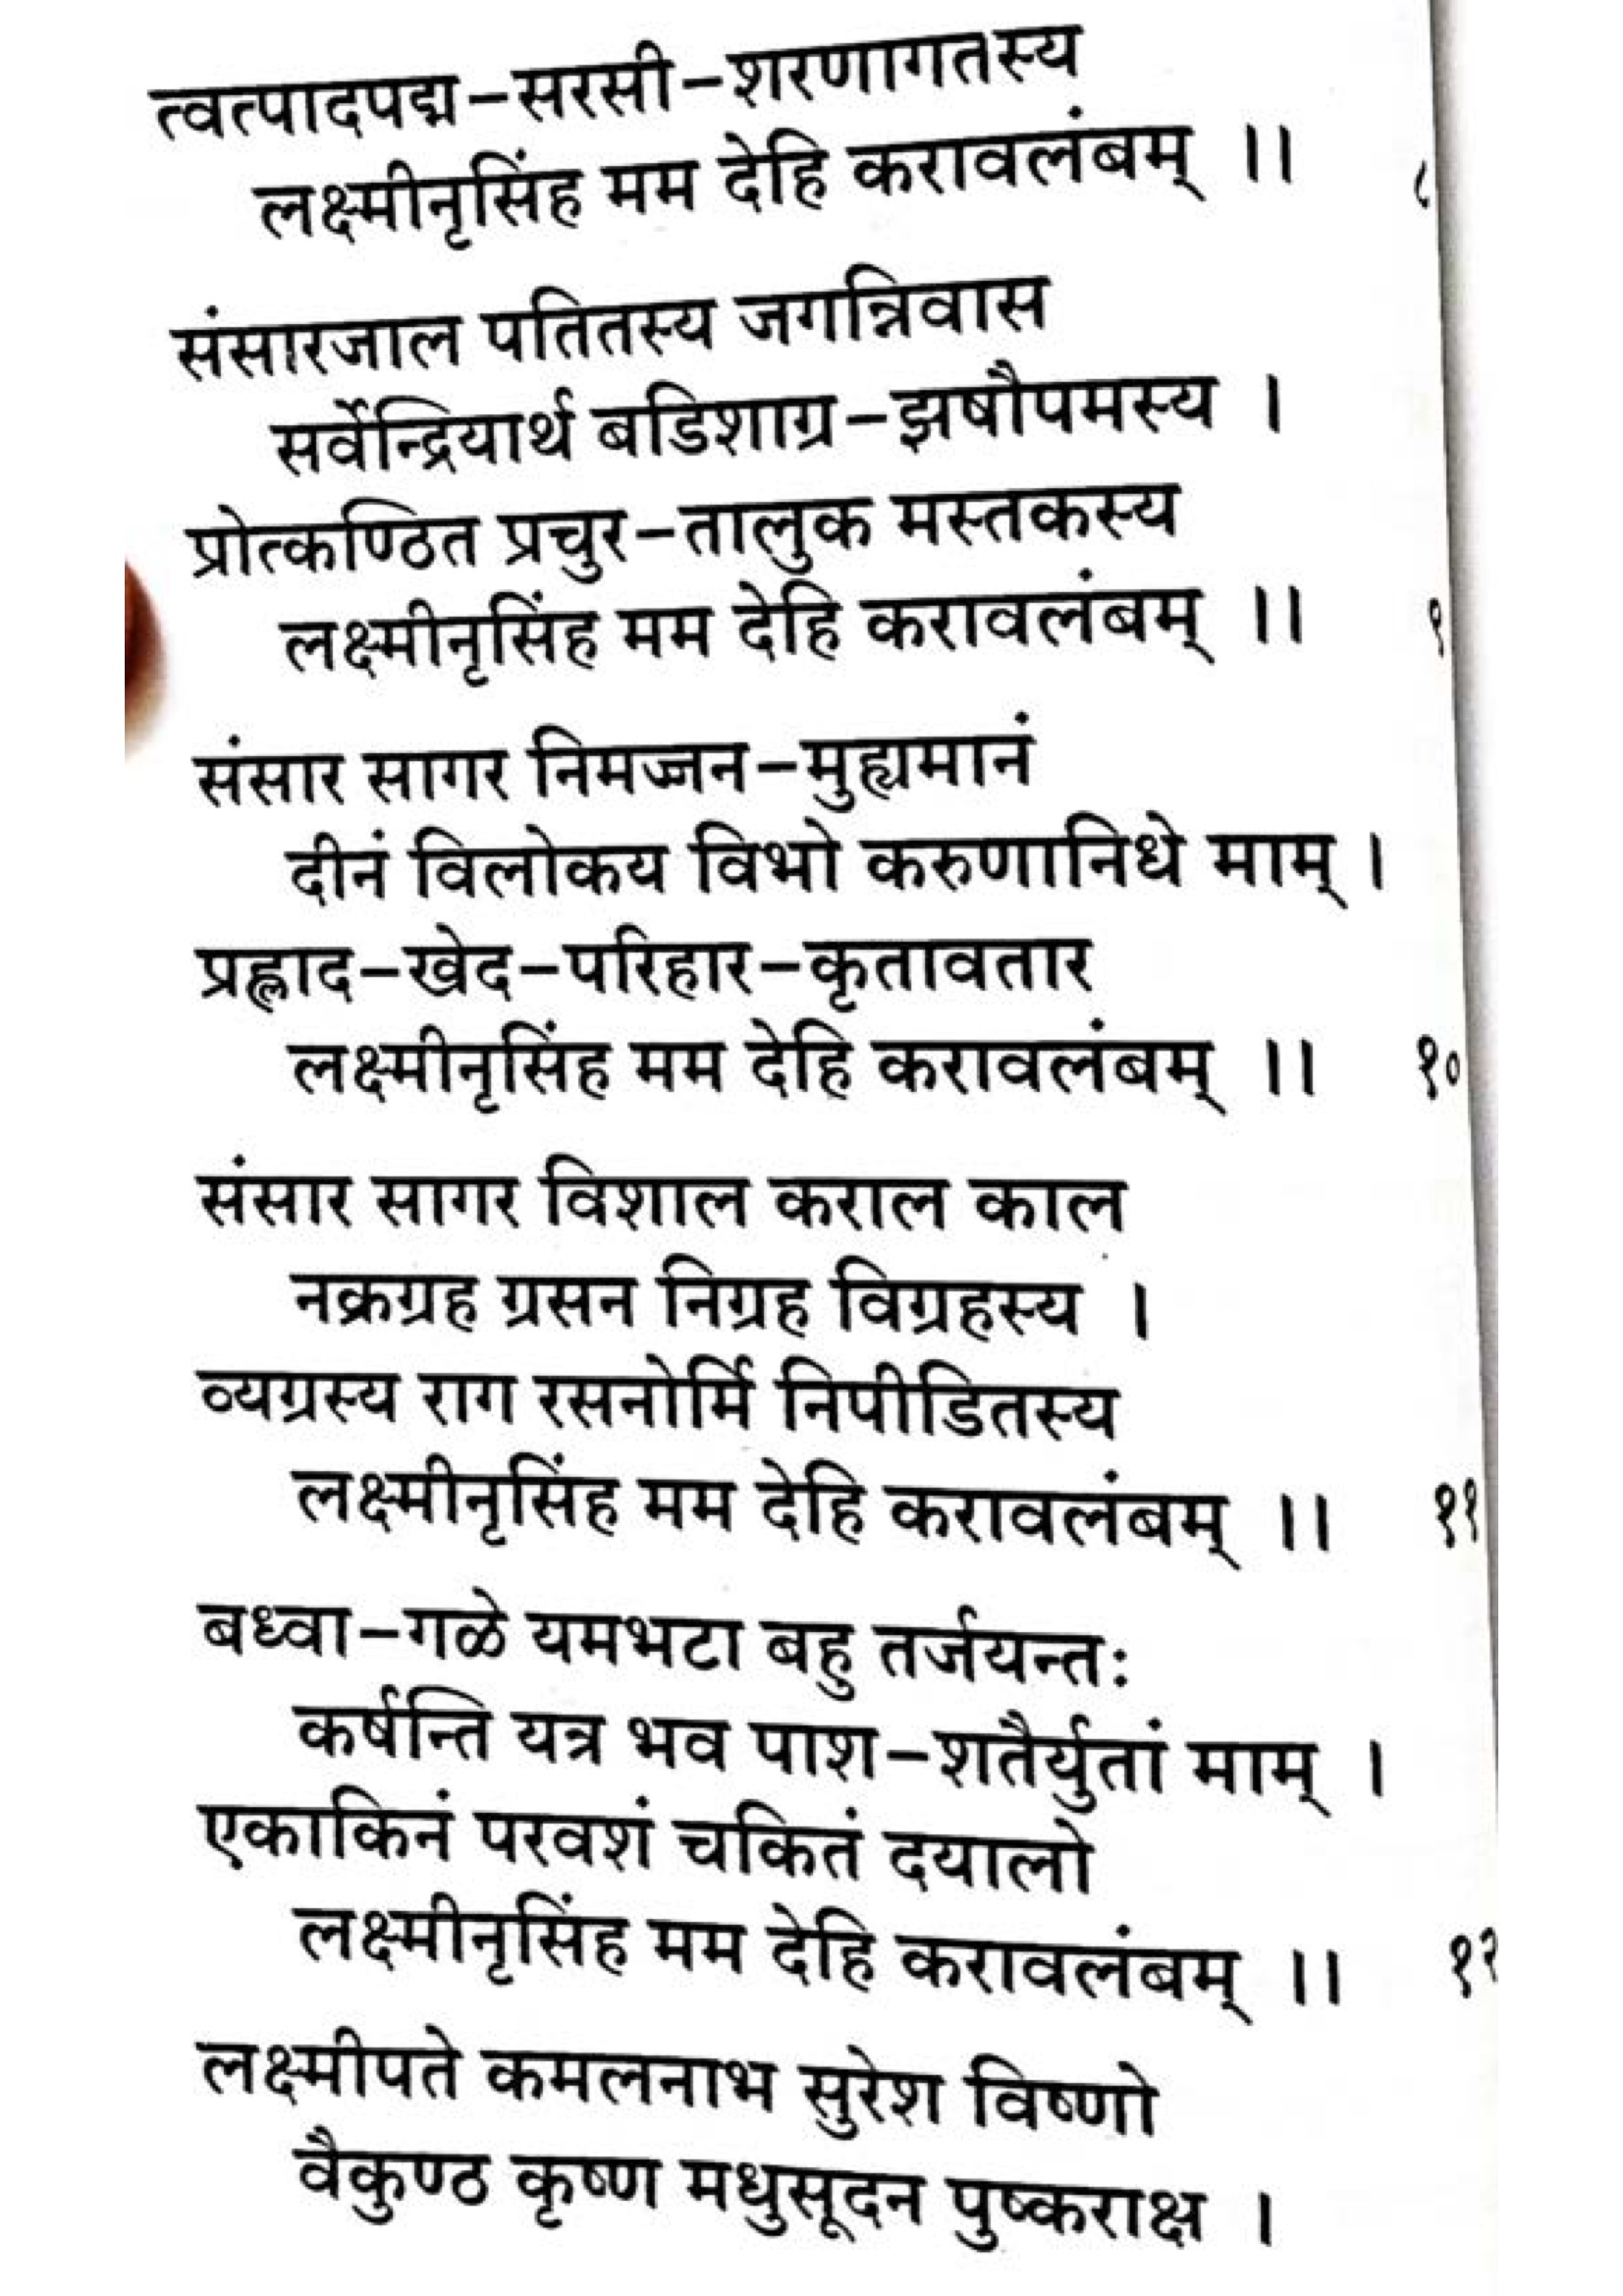 त्वत्पादपद्म–सरसी–शरणागतस्य
लक्ष्मीनृसिंह मम देहि करावलंबम् ।। ८
संसारजाल पतितस्य जगन्निवास
सर्वेन्द्रियार्थ बडिशाग्र–झषौपमस्य ।
प्रोत्कण्ठित प्रचुर–तालुक मस्तकस्य
लक्ष्मीनृसिंह मम देहि करावलंबम् ।। ९
संसार सागर निमज्जन–मुह्यमानं
दीनं विलोकय विभो करुणानिधे माम् ।
प्रह्लाद–खेद–परिहार–कृतावतार
लक्ष्मीनृसिंह मम देहि करावलंबम् ।। १०
संसार सागर विशाल कराल काल
नक्रग्रह ग्रसन निग्रह विग्रहस्य ।
व्यग्रस्य राग रसनोर्मि निपीडितस्य
लक्ष्मीनृसिंह मम देहि करावलंबम् ।। ११
बध्वा–गळे यमभटा बहु तर्जयन्तः
कर्षन्ति यत्र भव पाश–शतैर्युतां माम् ।
एकाकिनं परवशं चकितं दयालो
लक्ष्मीनृसिंह मम देहि करावलंबम् ।। १२
लक्ष्मीपते कमलनाभ सुरेश विष्णो
वैकुण्ठ कृष्ण मधुसूदन पुष्कराक्ष ।